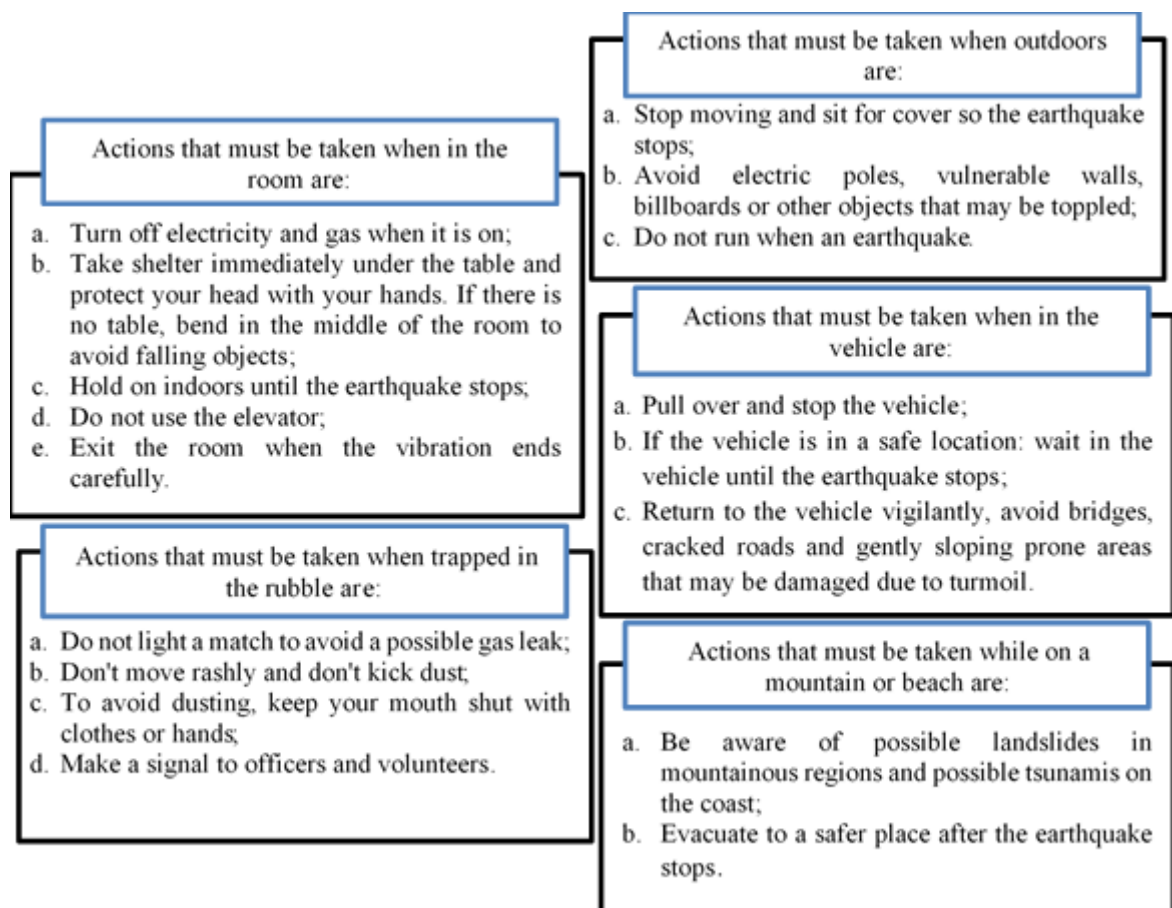 Actions that must be taken when in the
room are:
a. Turn off electricity and gas when it is on;
b. Take shelter immediately under the table and
protect your head with your hands. If there is
no table, bend in the middle of the room to
avoid falling objects;
c. Hold on indoors until the earthquake stops;
d. Do not use the elevator;
e. Exit the room when the vibration ends
carefully.
Actions that must be taken when trapped in
the rubble are:
a. Do not light a match to avoid a possible gas leak;
b. Don't move rashly and don't kick dust;
c. To avoid dusting, keep your mouth shut with
clothes or hands;
d. Make a signal to officers and volunteers.
Actions that must be taken when outdoors
are:
a. Stop moving and sit for cover so the earthquake
stops;
b. Avoid electric poles, vulnerable walls,
billboards or other objects that may be toppled;
c. Do not run when an earthquake.
Actions that must be taken when in the
vehicle are:
a. Pull over and stop the vehicle;
b. If the vehicle is in a safe location: wait in the
vehicle until the earthquake stops;
c. Return to the vehicle vigilantly, avoid bridges,
cracked roads and gently sloping prone areas
that may be damaged due to turmoil.
Actions that must be taken while on a
mountain or beach are:
a. Be aware of possible landslides in
mountainous regions and possible tsunamis on
the coast;
b. Evacuate to a safer place after the earthquake
stops.